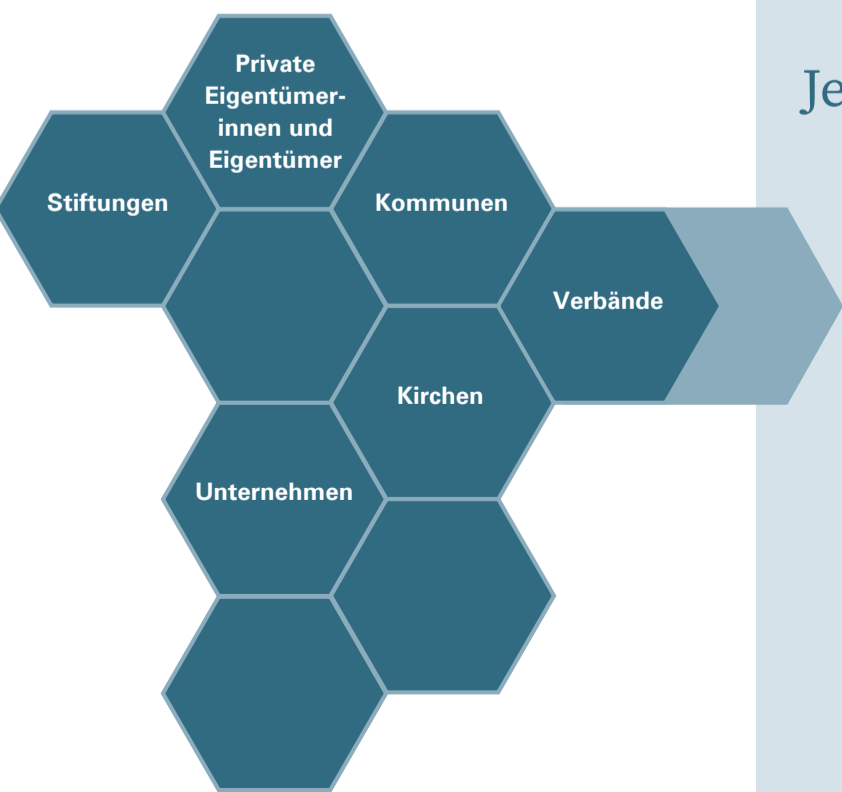 Private
Eigentümer-
innen und
Eigentümer
Stiftungen
Kommunen
Verbände
Kirchen
Unternehmen